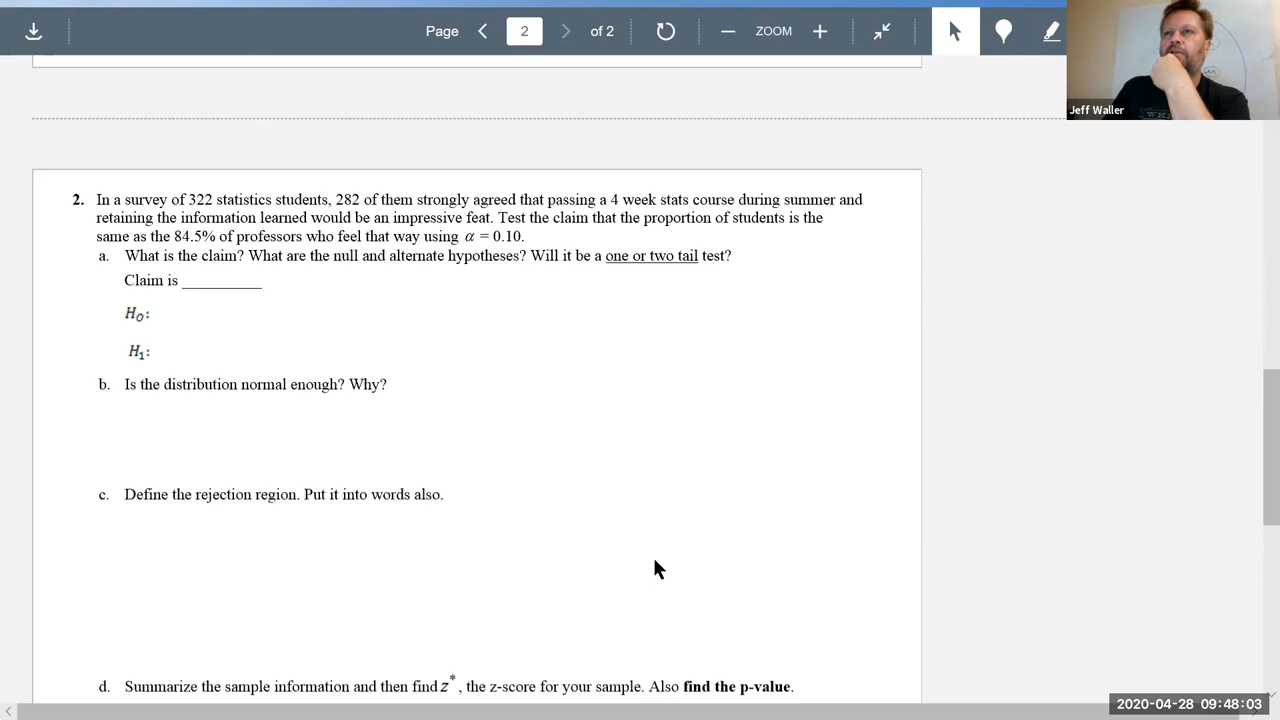 Page 2 of 2 ZOOM
Jeff Waller
2. In a survey of 322 statistics students, 282 of them strongly agreed that passing a 4 week stats course during summer and
retaining the information learned would be an impressive feat. Test the claim that the proportion of students is the
same as the 84.5% of professors who feel that way using α = 0.10.
a. What is the claim? What are the null and alternate hypotheses? Will it be a one or two tail test?
Claim is __________
H₀:
H₁:
b. Is the distribution normal enough? Why?
c. Define the rejection region. Put it into words also.
d. Summarize the sample information and then find z*, the z-score for your sample. Also find the p-value.
2020-04-28 09:48:03